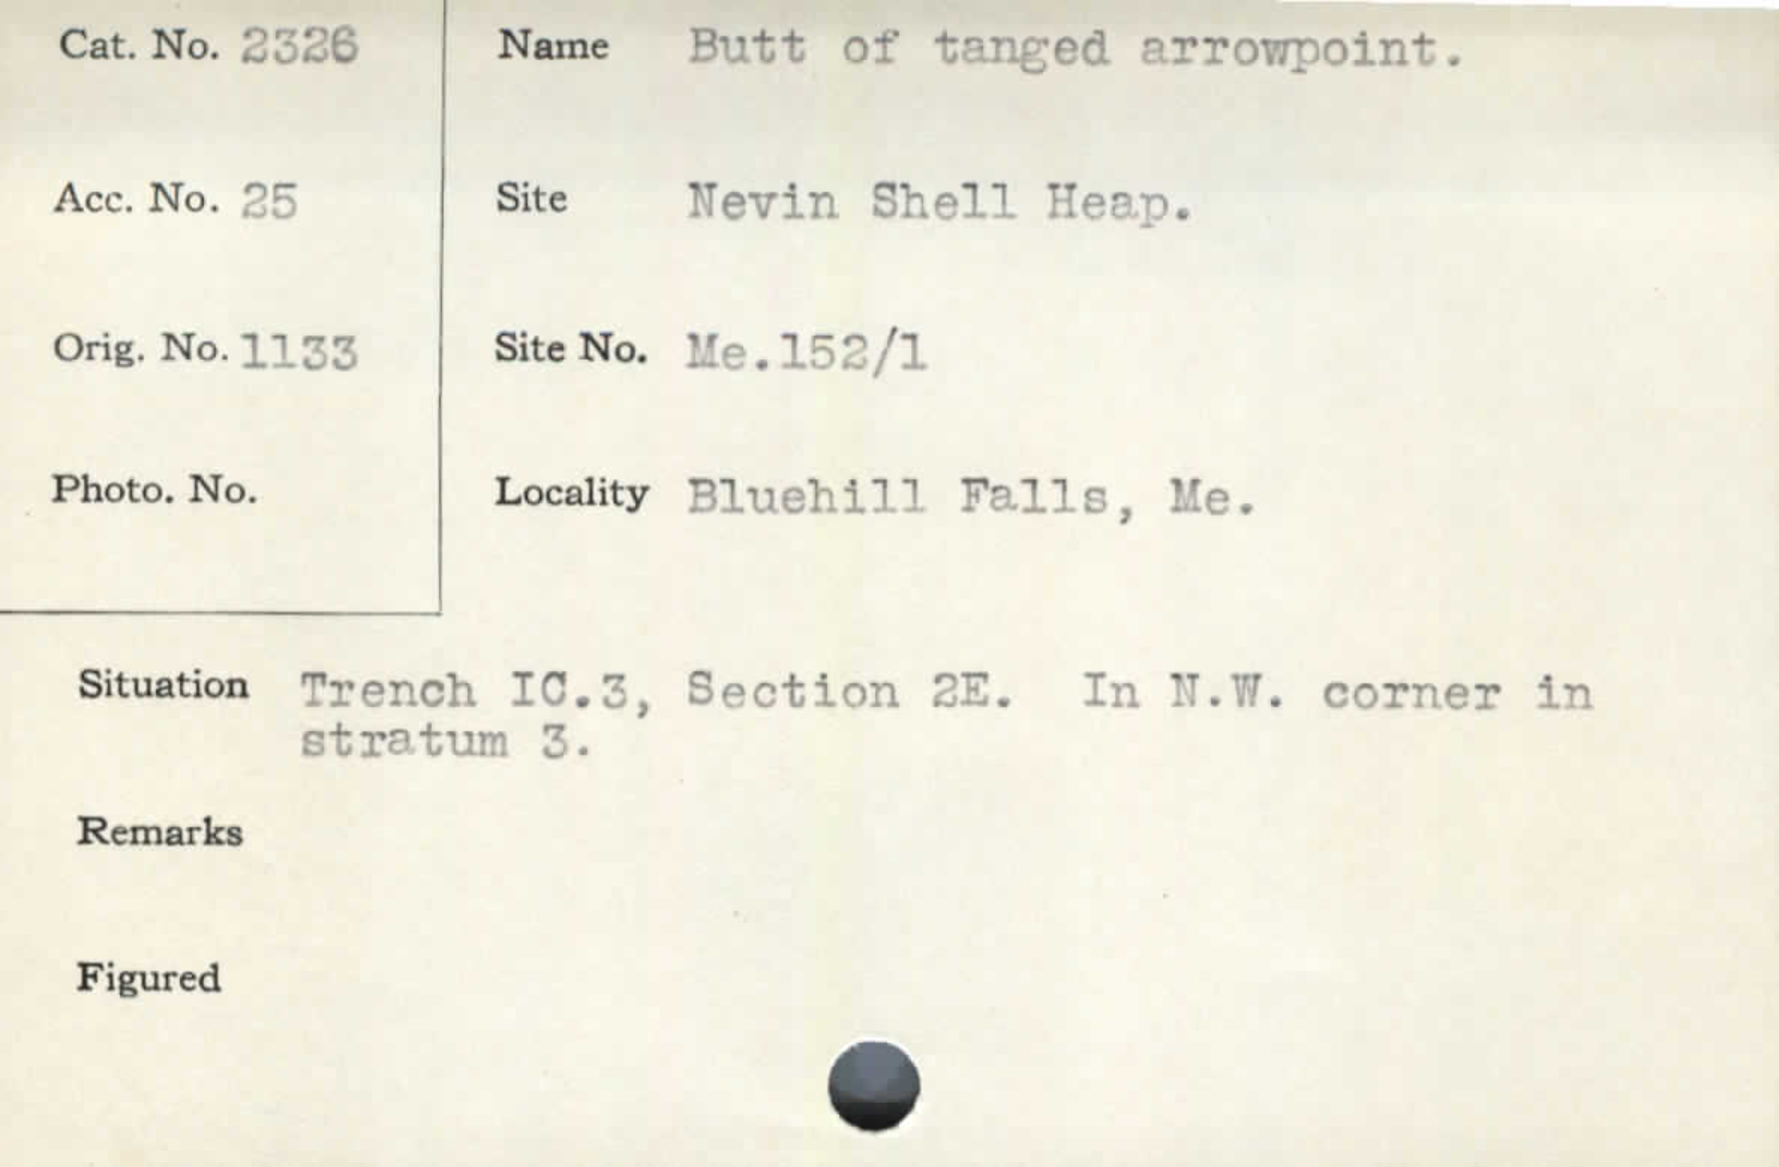 Cat. No. 2326
Name Butt of tanged arrowpoint.
Acc. No. 25
Site Nevin Shell Heap.
Orig. No. 1133
Site No. Me.152/1
Photo. No.
Locality Bluehill Falls, Me.
Situation Trench IC.3, Section 2E. In N.W. corner in
stratum 3.
Remarks
Figured